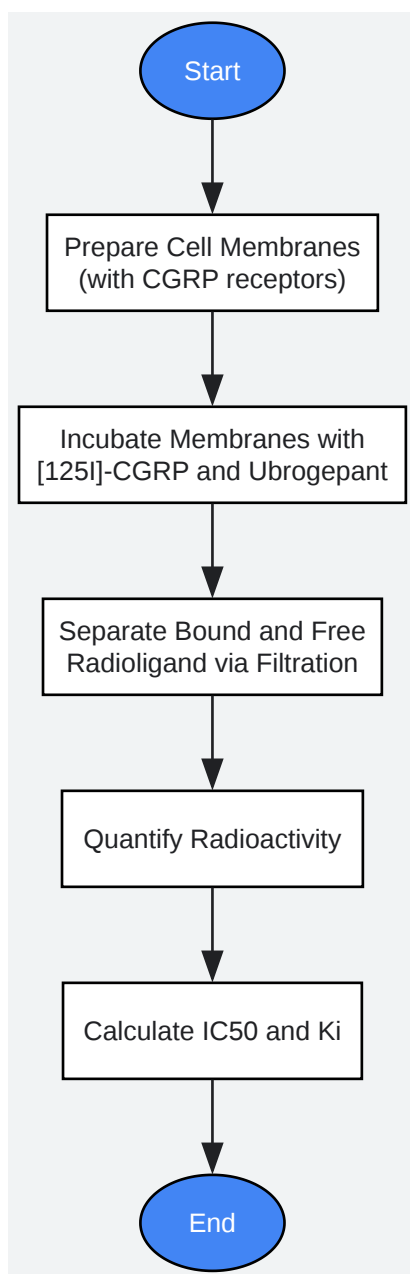 Start
Prepare Cell Membranes
(with CGRP receptors)
Incubate Membranes with
[125I]-CGRP and Ubrogepant
Separate Bound and Free
Radioligand via Filtration
Quantify Radioactivity
Calculate IC50 and Ki
End